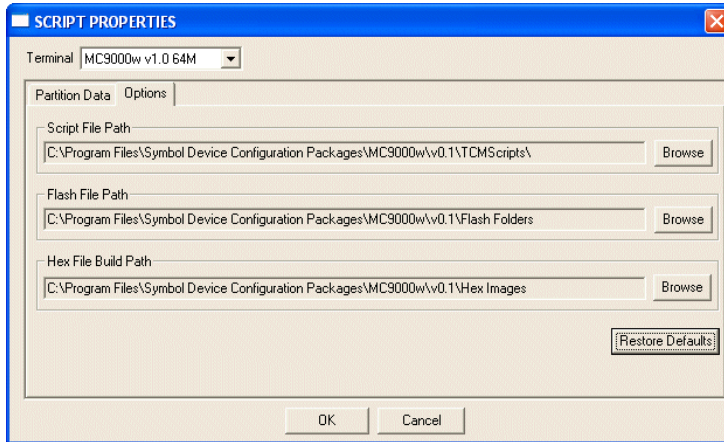 SCRIPT PROPERTIES
Terminal MC9000w v1.0 64M
Partition Data Options
Script File Path
C:\Program Files\Symbol Device Configuration Packages\MC9000w\v0.1\TCMScripts\ Browse
Flash File Path
C:\Program Files\Symbol Device Configuration Packages\MC9000w\v0.1\Flash Folders Browse
Hex File Build Path
C:\Program Files\Symbol Device Configuration Packages\MC9000w\v0.1\Hex Images Browse
Restore Defaults
OK Cancel